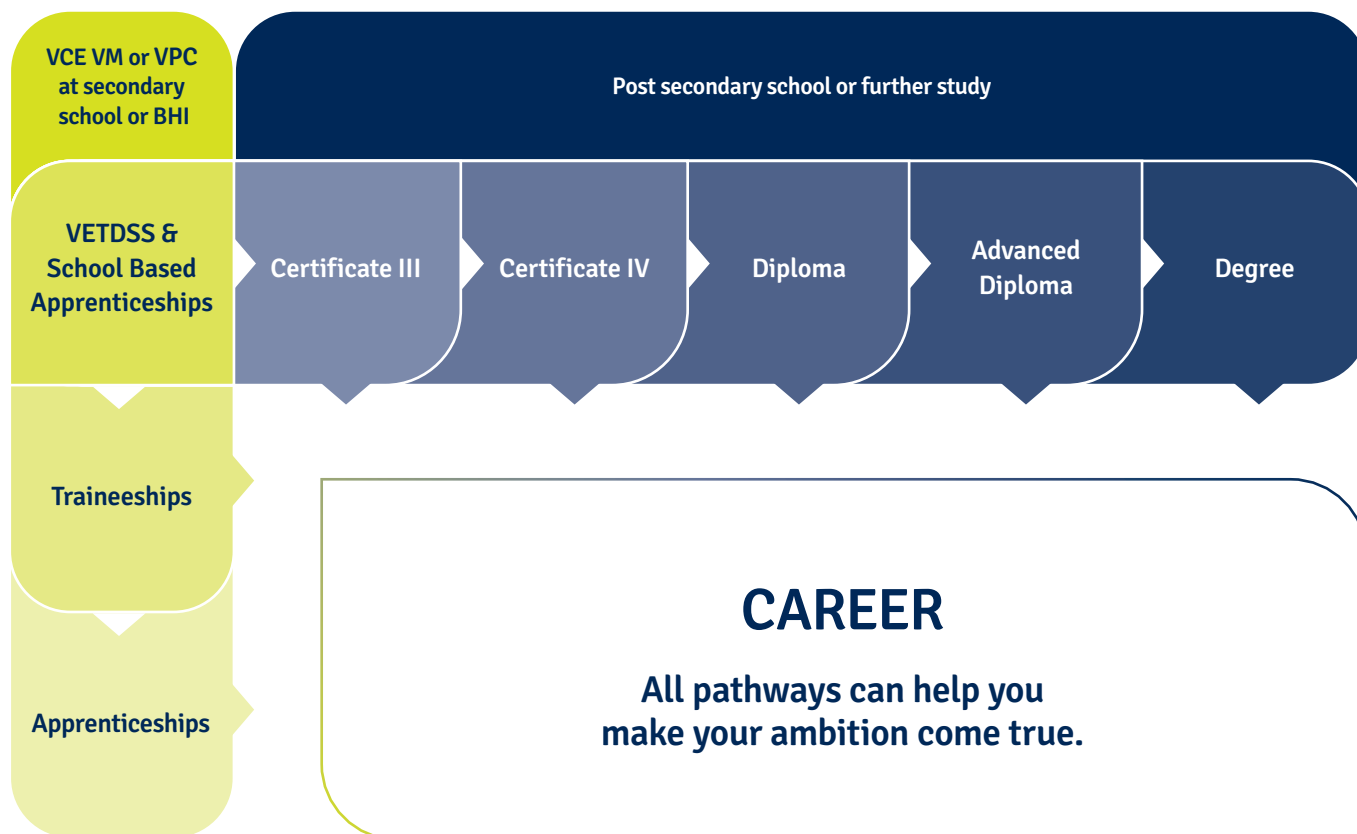 VCE VM or VPC
at secondary
school or BHI
Post secondary school or further study
VETDSS &
School Based
Apprenticeships
Certificate III
Certificate IV
Diploma
Advanced
Diploma
Degree
Traineeships
Apprenticeships
CAREER
All pathways can help you
make your ambition come true.